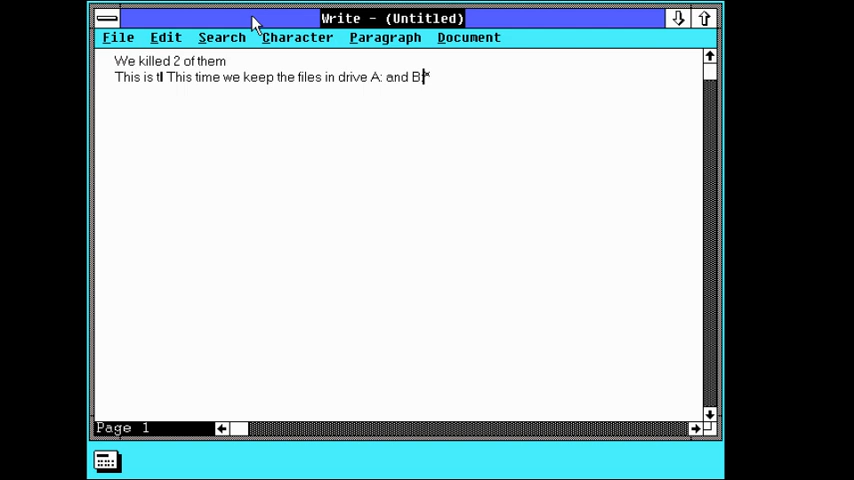 Write - (Untitled)
File Edit Search Character Paragraph Document
We killed 2 of them
This is t This time we keep the files in drive A: and B:
Page 1